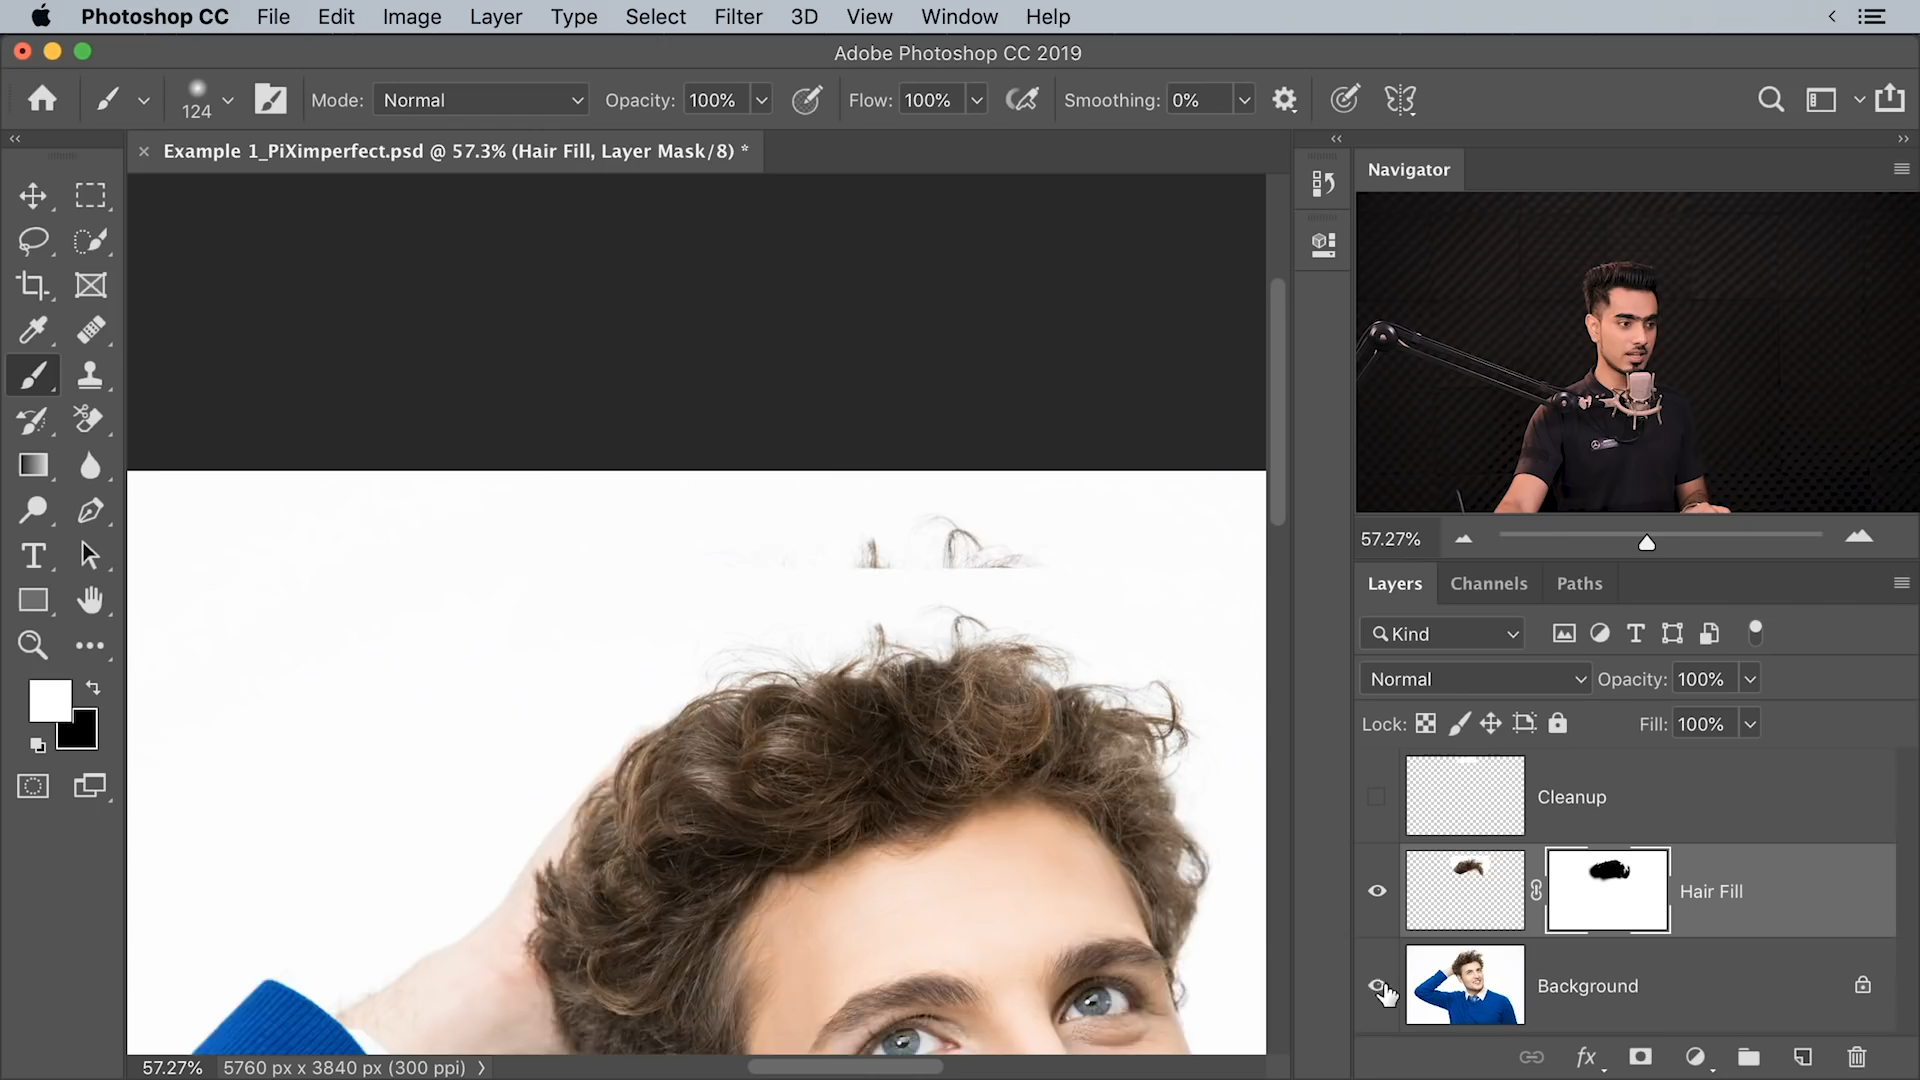 Photoshop CC File Edit Image Layer Type Select Filter 3D View Window Help
Adobe Photoshop CC 2019
124 Mode: Normal Opacity: 100% Flow: 100% Smoothing: 0%
Example 1_PiXimperfect.psd @ 57.3% (Hair Fill, Layer Mask/8) *
Navigator
57.27%
Layers Channels Paths
Kind
Normal Opacity: 100%
Lock: Fill: 100%
Cleanup
Hair Fill
Background
57.27% 5760 px x 3840 px (300 ppi)